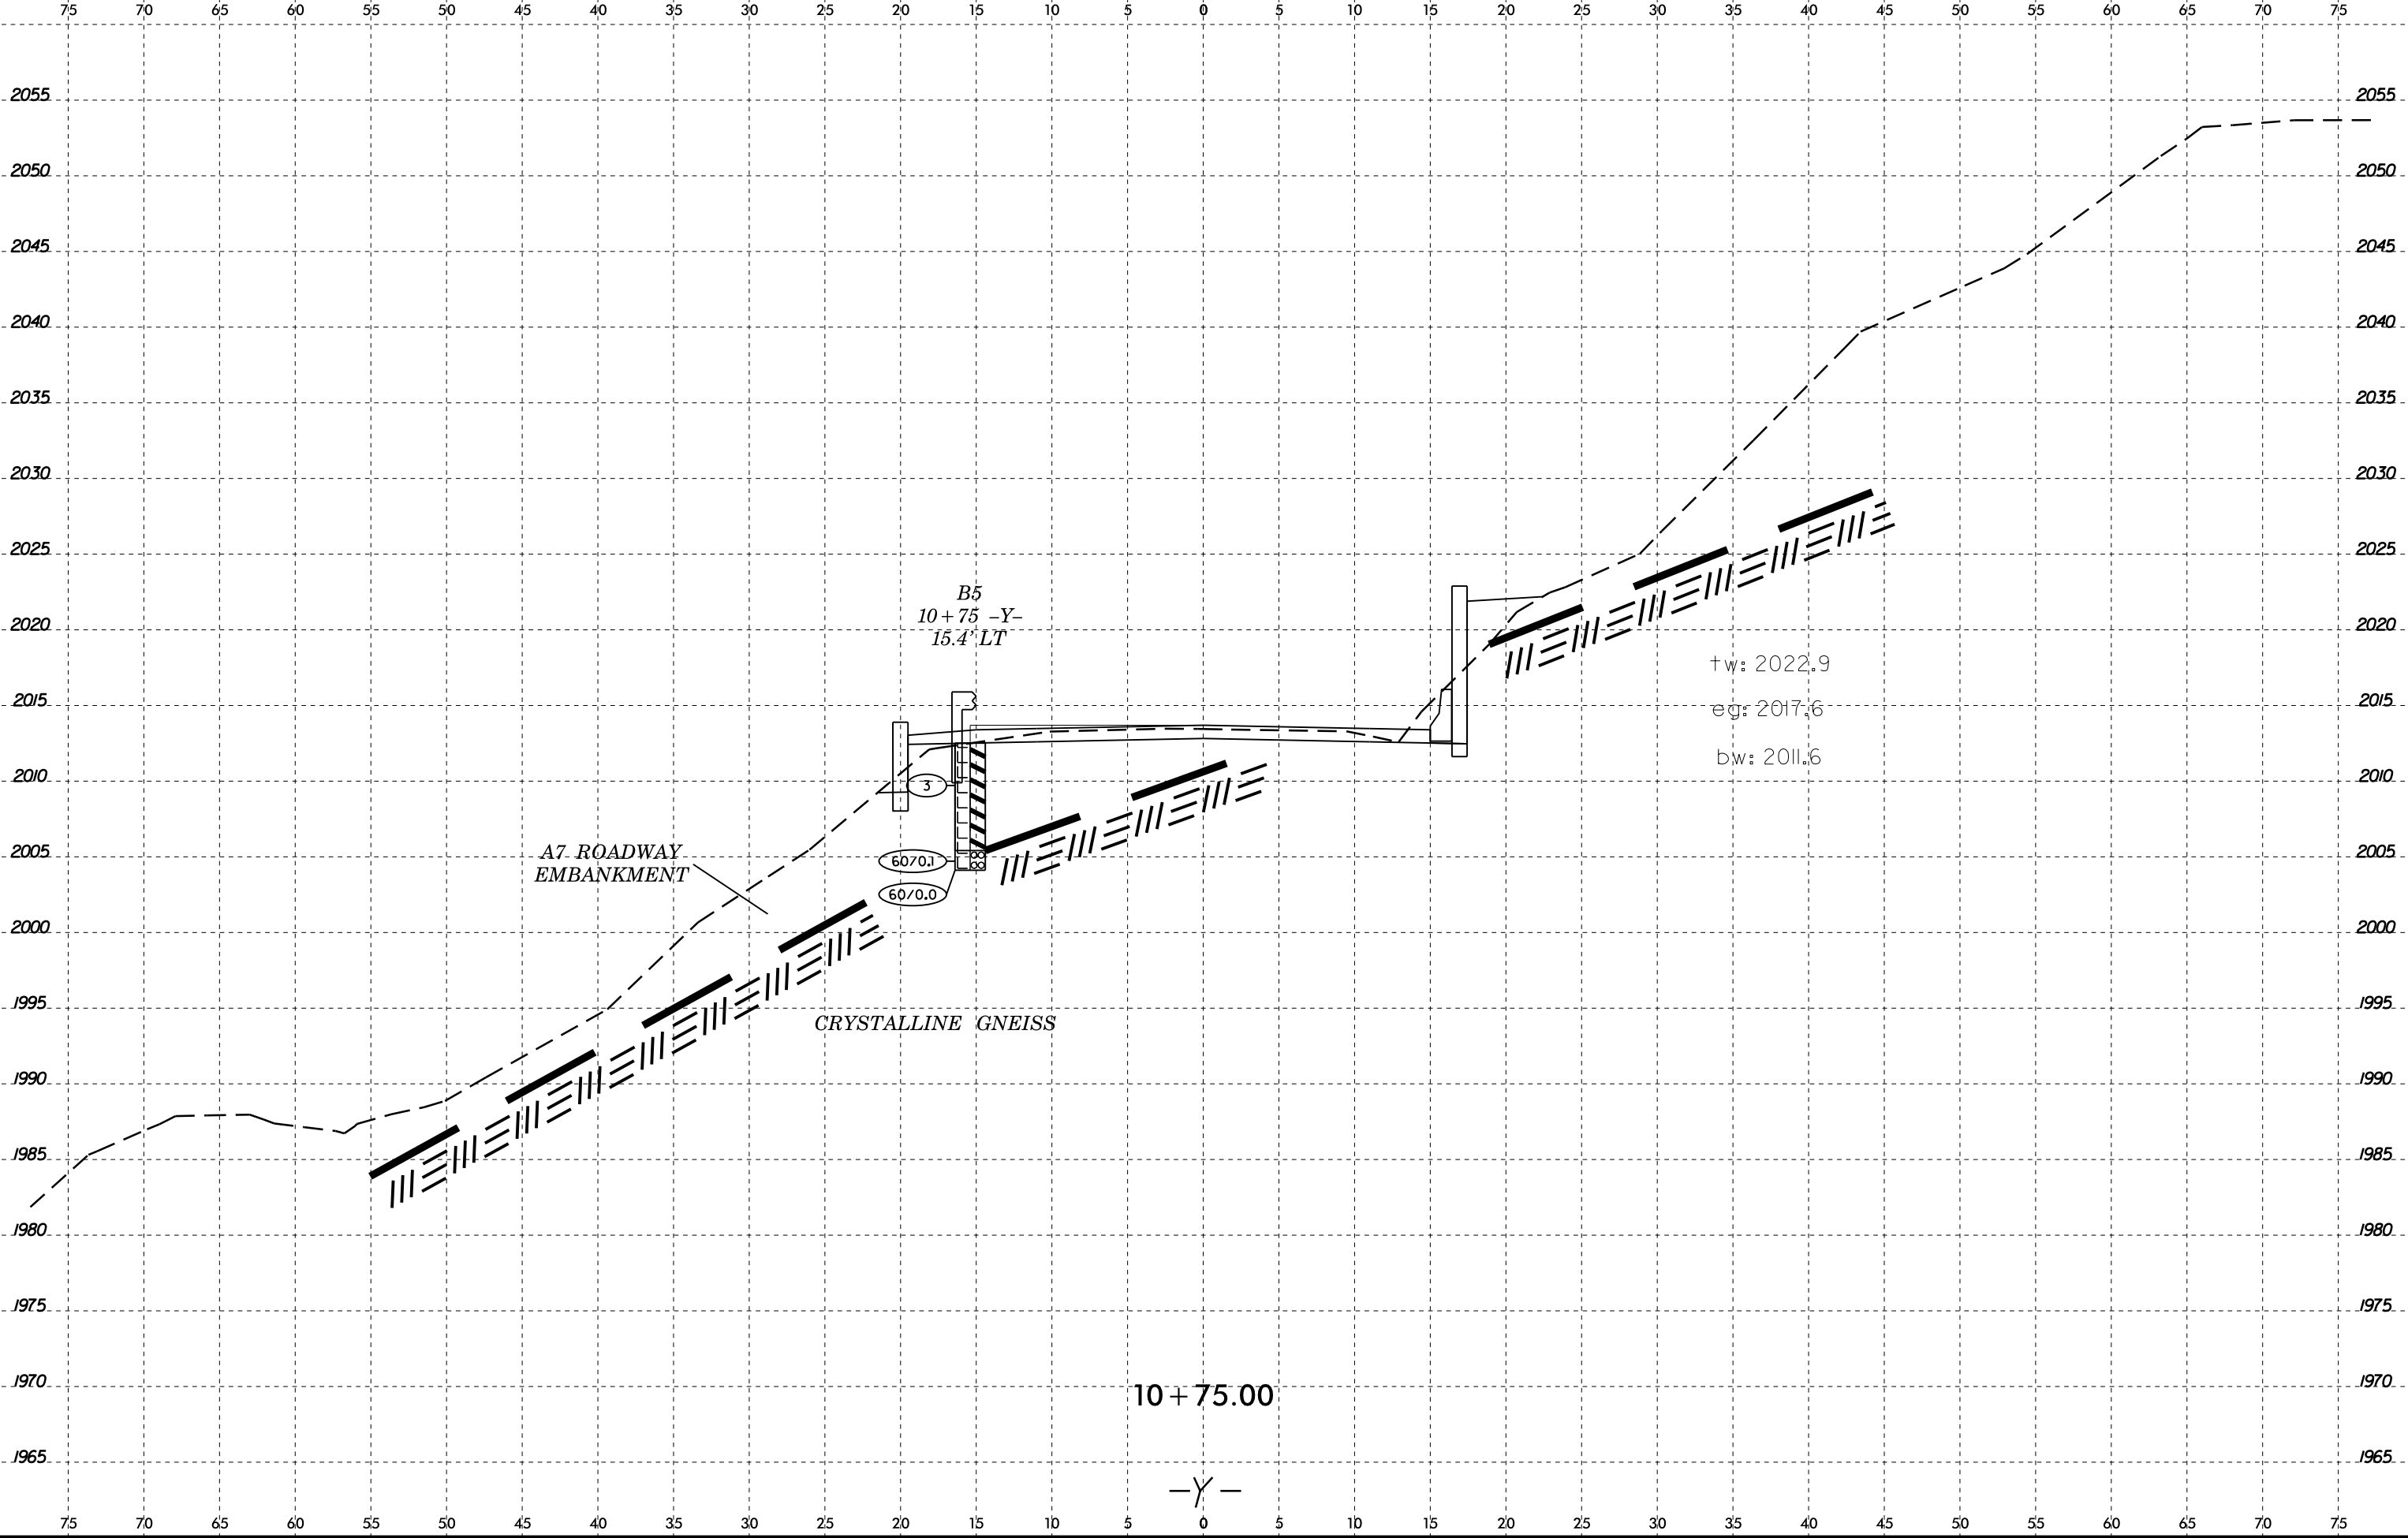 75 70 65 60 55 50 45 40 35 30 25 20 15 10 5 0 5 10 15 20 25 30 35 40 45 50 55 60 65 70 75
2055 2055
2050 2050
2045 2045
2040 2040
2035 2035
2030 2030
2025 2025
B5
10+75 -Y-
15.4' LT
2020 2020
tw: 2022.9
2015 2015
eg: 2017.6
bw: 2011.6
2010 2010
3
A7 ROADWAY
EMBANKMENT
2005 2005
60/0.1
60/0.0
2000 2000
CRYSTALLINE GNEISS
1995 1995
1990 1990
1985 1985
1980 1980
1975 1975
1970 1970
10+75.00
1965 1965
-Y-
75 70 65 60 55 50 45 40 35 30 25 20 15 10 5 0 5 10 15 20 25 30 35 40 45 50 55 60 65 70 75